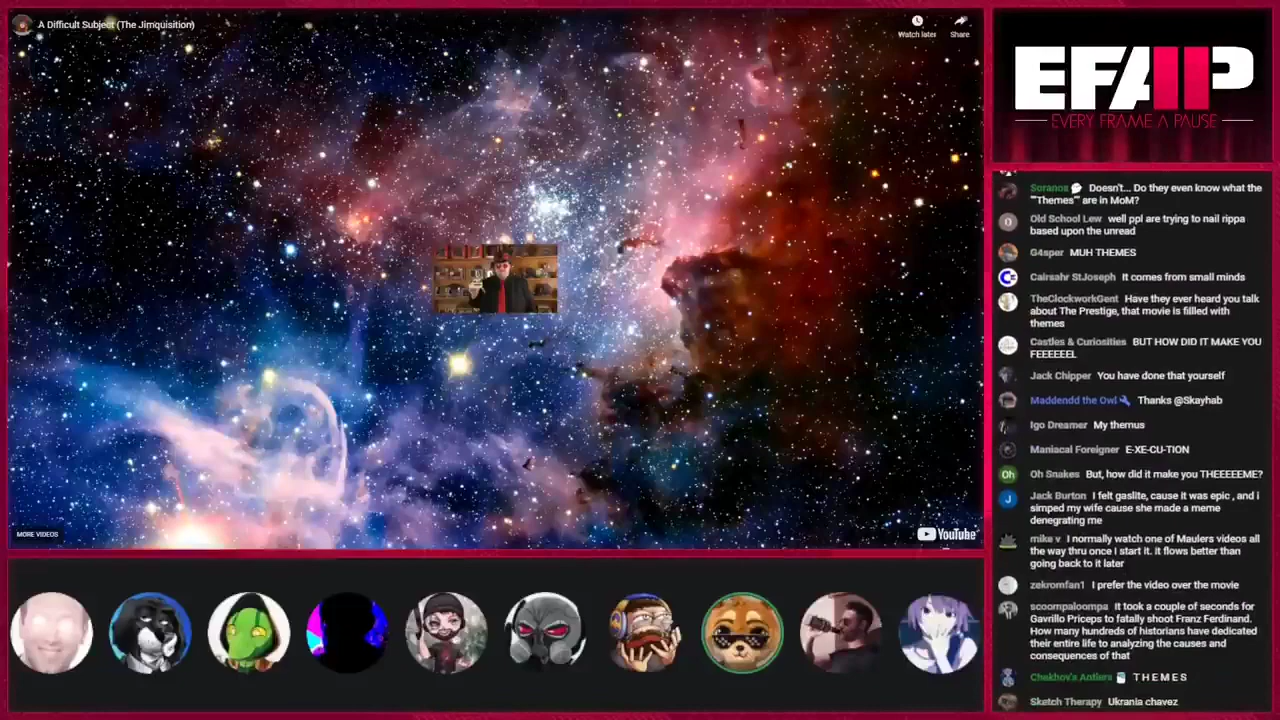 A Difficult Subject (The Jimquisition)
Watch later
Share
MORE VIDEOS
YouTube
EFAP
EVERY FRAME A PAUSE
Soranos Doesn't... Do they even know what the
""Themes"" are in MoM?
Old School Lew well ppl are trying to nail rippa
based upon the unread
G4sper MUH THEMES
Cairsahr StJoseph It comes from small minds
TheClockworkGent Have they ever heard you talk
about The Prestige, that movie is fillled with
themes
Castles & Curiosities BUT HOW DID IT MAKE YOU
FEEEEEEL
Jack Chipper You have done that yourself
Maddendd the Owl Thanks @Skayhab
Igo Dreamer My themus
Maniacal Foreigner E-XE-CU-TION
Oh
Oh Snakes But, how did it make you THEEEEEME?
J
Jack Burton I felt gaslite, cause it was epic , and i
simped my wife cause she made a meme
denegrating me
mike v I normally watch one of Maulers videos all
the way thru once I start it. it flows better than
going back to it later
zekromfan1 I prefer the video over the movie
scoompaloompa It took a couple of seconds for
Gavrillo Priceps to fatally shoot Franz Ferdinand.
How many hundreds of historians have dedicated
their entire life to analyzing the causes and
consequences of that
Chekhov's Antlers T H E M E S
Sketch Therapy Ukrania chavez